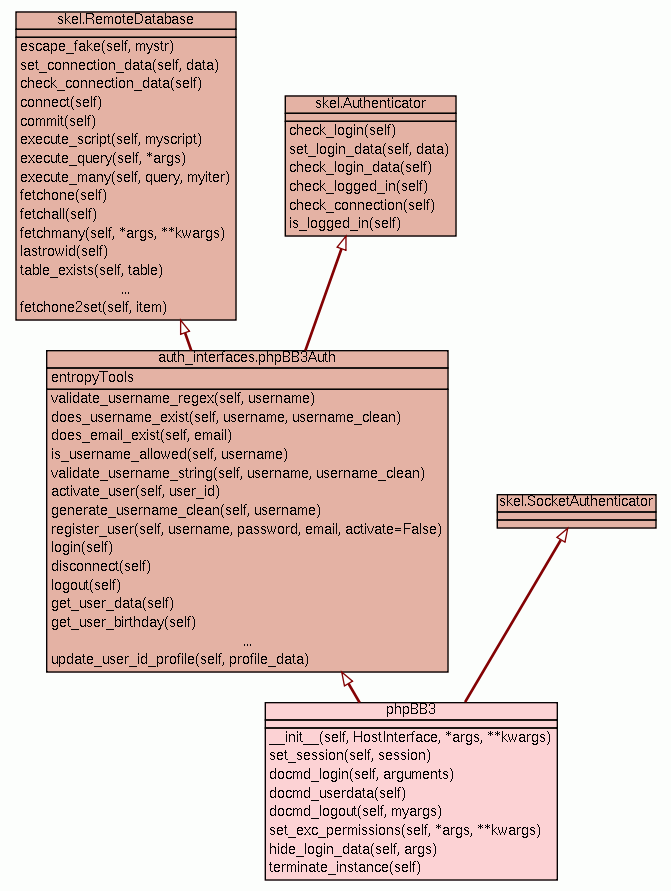 skel.RemoteDatabase
escape_fake(self, mystr)
set_connection_data(self, data)
check_connection_data(self)
connect(self)
commit(self)
execute_script(self, myscript)
execute_query(self, *args)
execute_many(self, query, myiter)
fetchone(self)
fetchall(self)
fetchmany(self, *args, **kwargs)
lastrowid(self)
table_exists(self, table)
...
fetchone2set(self, item)
skel.Authenticator
check_login(self)
set_login_data(self, data)
check_login_data(self)
check_logged_in(self)
check_connection(self)
is_logged_in(self)
auth_interfaces.phpBB3Auth
entropyTools
validate_username_regex(self, username)
does_username_exist(self, username, username_clean)
does_email_exist(self, email)
is_username_allowed(self, username)
validate_username_string(self, username, username_clean)
activate_user(self, user_id)
generate_username_clean(self, username)
register_user(self, username, password, email, activate=False)
login(self)
disconnect(self)
logout(self)
get_user_data(self)
get_user_birthday(self)
...
update_user_id_profile(self, profile_data)
skel.SocketAuthenticator
phpBB3
__init__(self, HostInterface, *args, **kwargs)
set_session(self, session)
docmd_login(self, arguments)
docmd_userdata(self)
docmd_logout(self, myargs)
set_exc_permissions(self, *args, **kwargs)
hide_login_data(self, args)
terminate_instance(self)